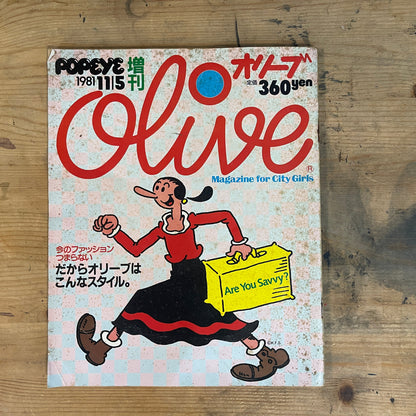 POPEYE 増刊 オリーブ
1981 11|5 定価 360yen
Olive
®
Magazine for City Girls
今のファッション
つまらない
だからオリーブは
こんなスタイル。
Are You Savvy?
©K.F.S.